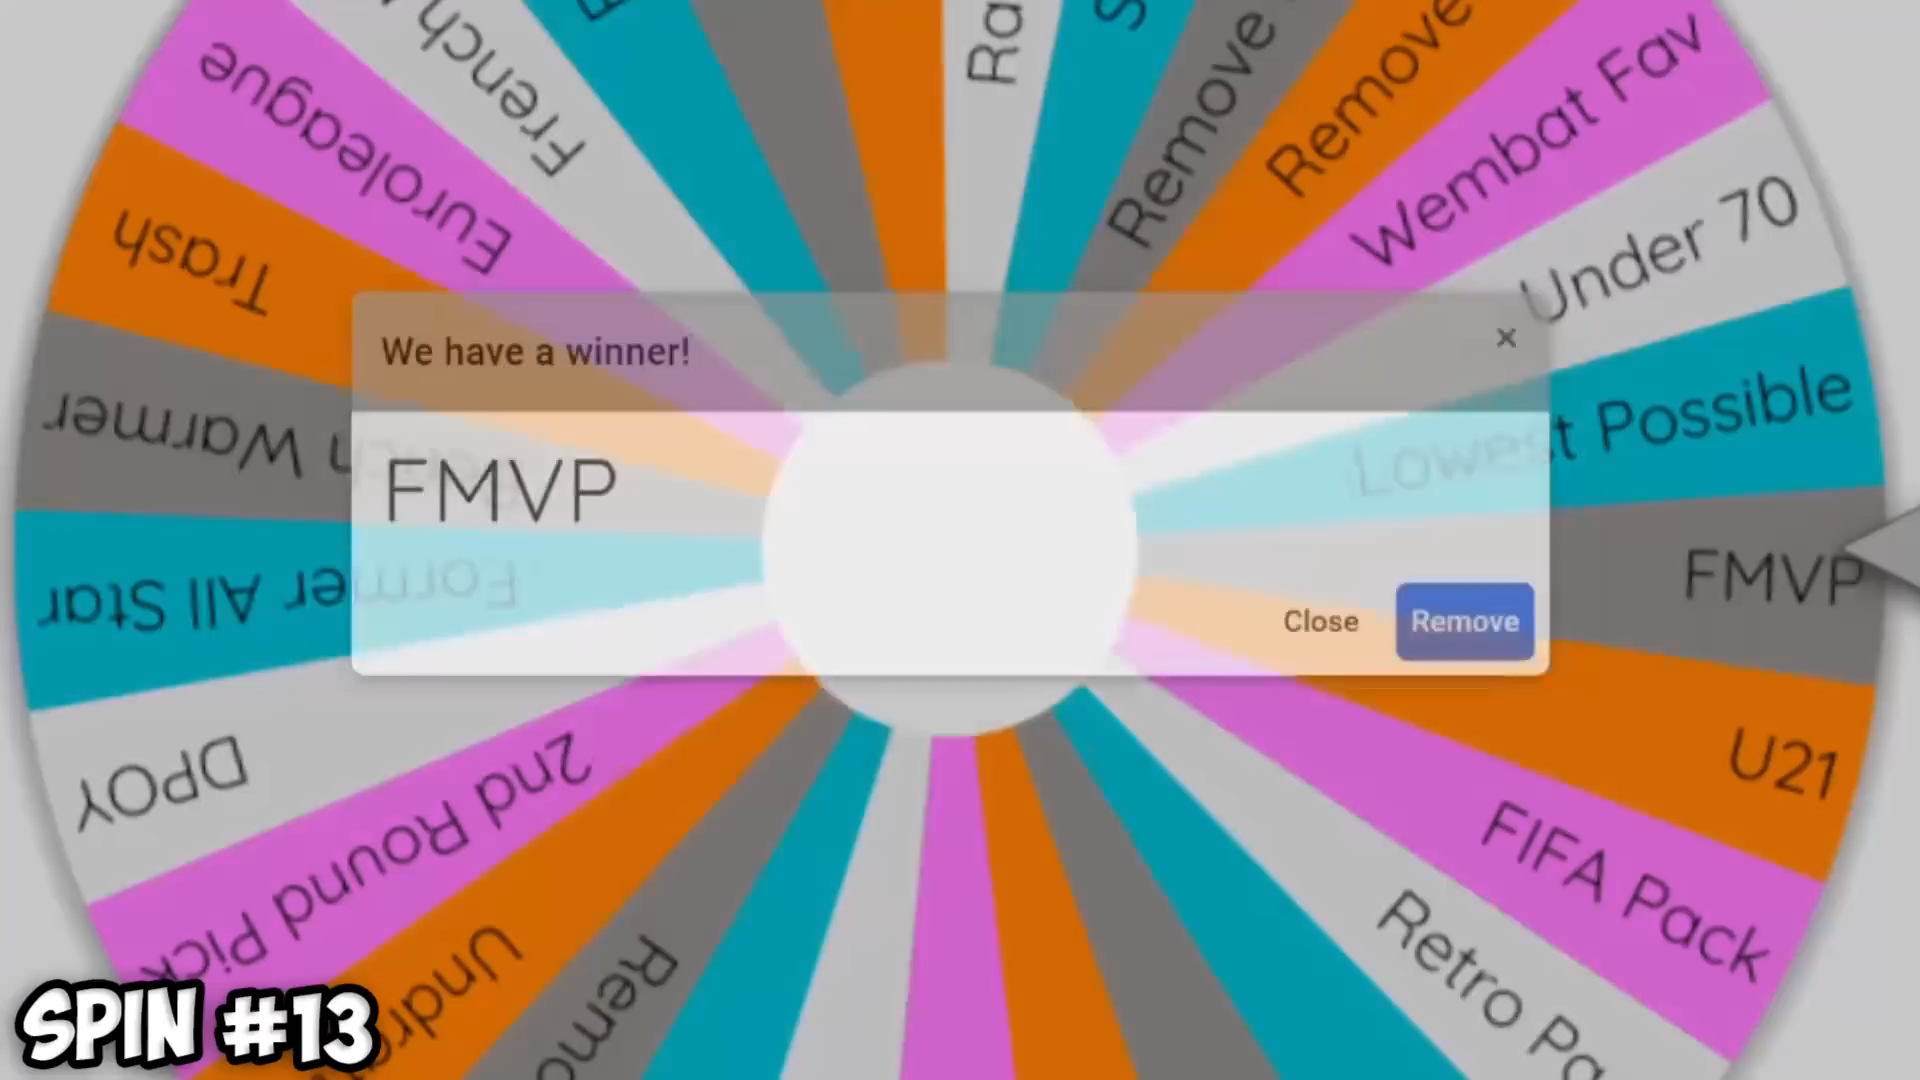 French
Euroleague
Trash
Warmer
Former All Star
DPOY
2nd Round Pick
Remove
Remove
Wembat Fav
Under 70
Lowest Possible
FMVP
U21
FIFA Pack
Retro
We have a winner!
×
FMVP
Close
Remove
SPIN #13